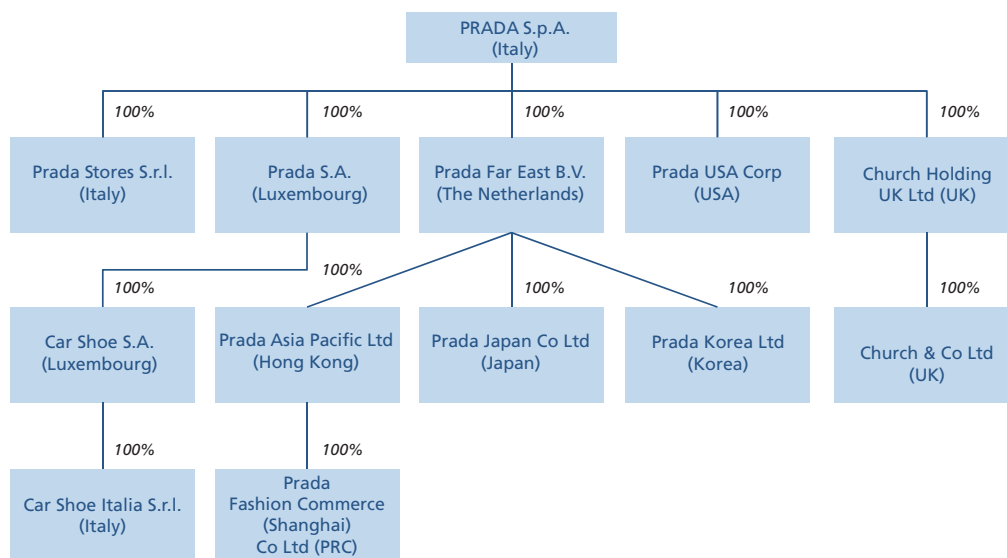 PRADA S.p.A.
(Italy)
100%
100%
100%
100%
100%
Prada Stores S.r.l.
(Italy)
Prada S.A.
(Luxembourg)
Prada Far East B.V.
(The Netherlands)
Prada USA Corp
(USA)
Church Holding
UK Ltd (UK)
100%
100%
100%
100%
100%
Car Shoe S.A.
(Luxembourg)
Prada Asia Pacific Ltd
(Hong Kong)
Prada Japan Co Ltd
(Japan)
Prada Korea Ltd
(Korea)
Church & Co Ltd
(UK)
100%
100%
Car Shoe Italia S.r.l.
(Italy)
Prada
Fashion Commerce
(Shanghai)
Co Ltd (PRC)